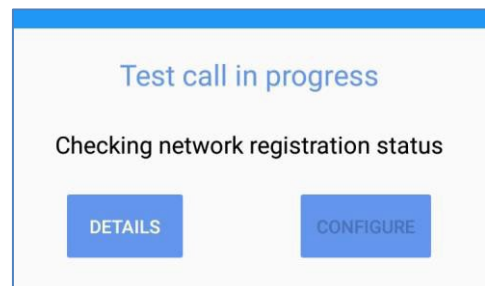 Test call in progress
Checking network registration status
DETAILS CONFIGURE